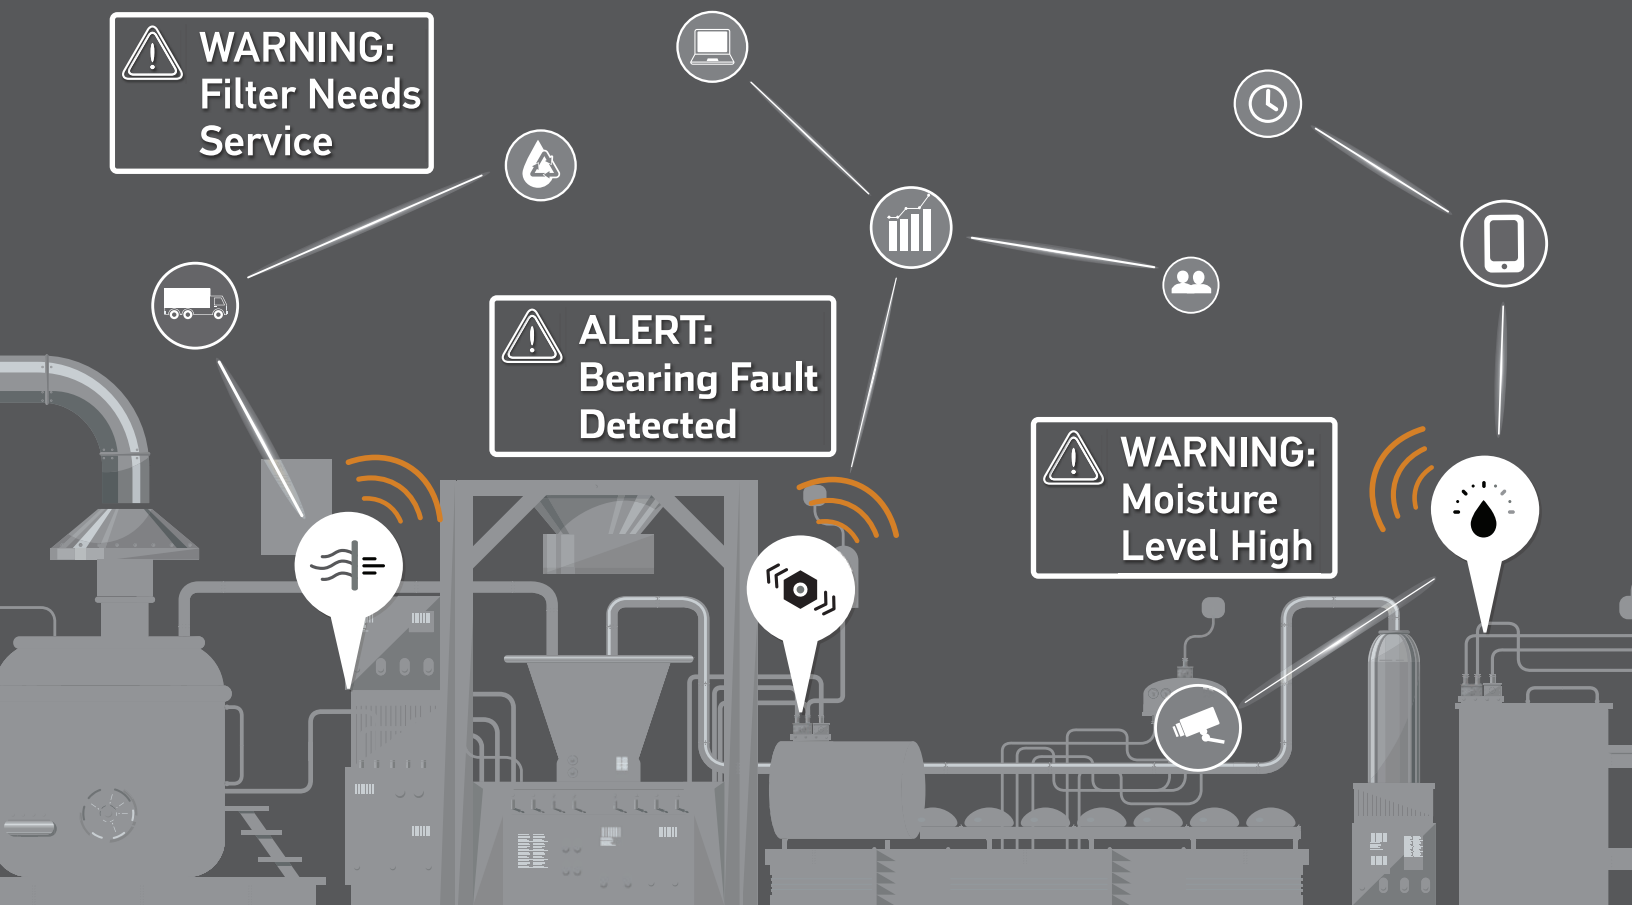 WARNING:
Filter Needs
Service
ALERT:
Bearing Fault
Detected
WARNING:
Moisture
Level High